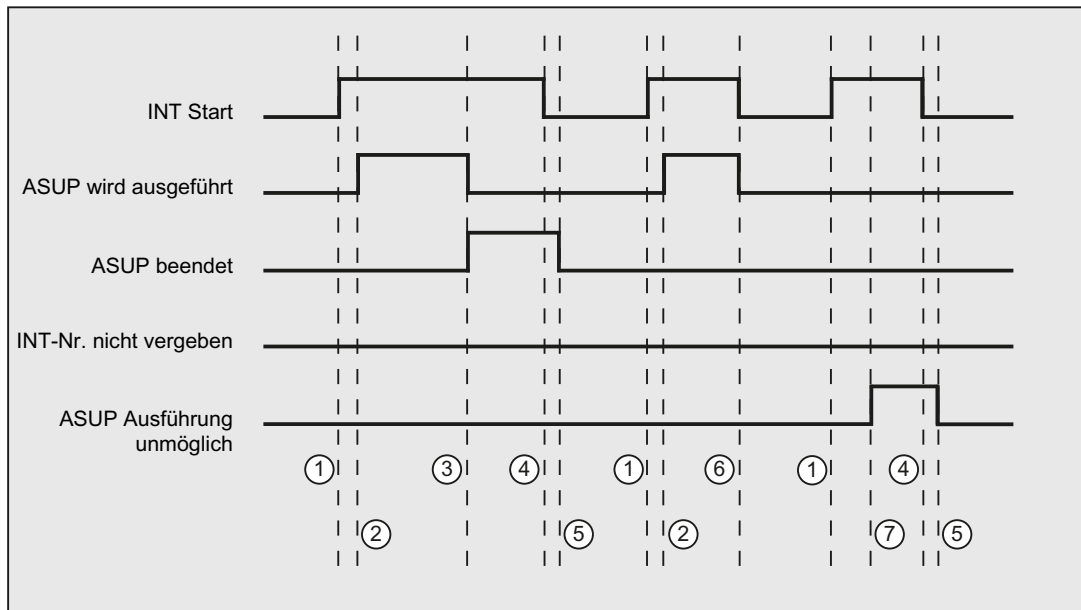 INT Start
ASUP wird ausgeführt
ASUP beendet
INT-Nr. nicht vergeben
ASUP Ausführung
unmöglich
1 3 4 1 6 1 4
2 5 2 7 5